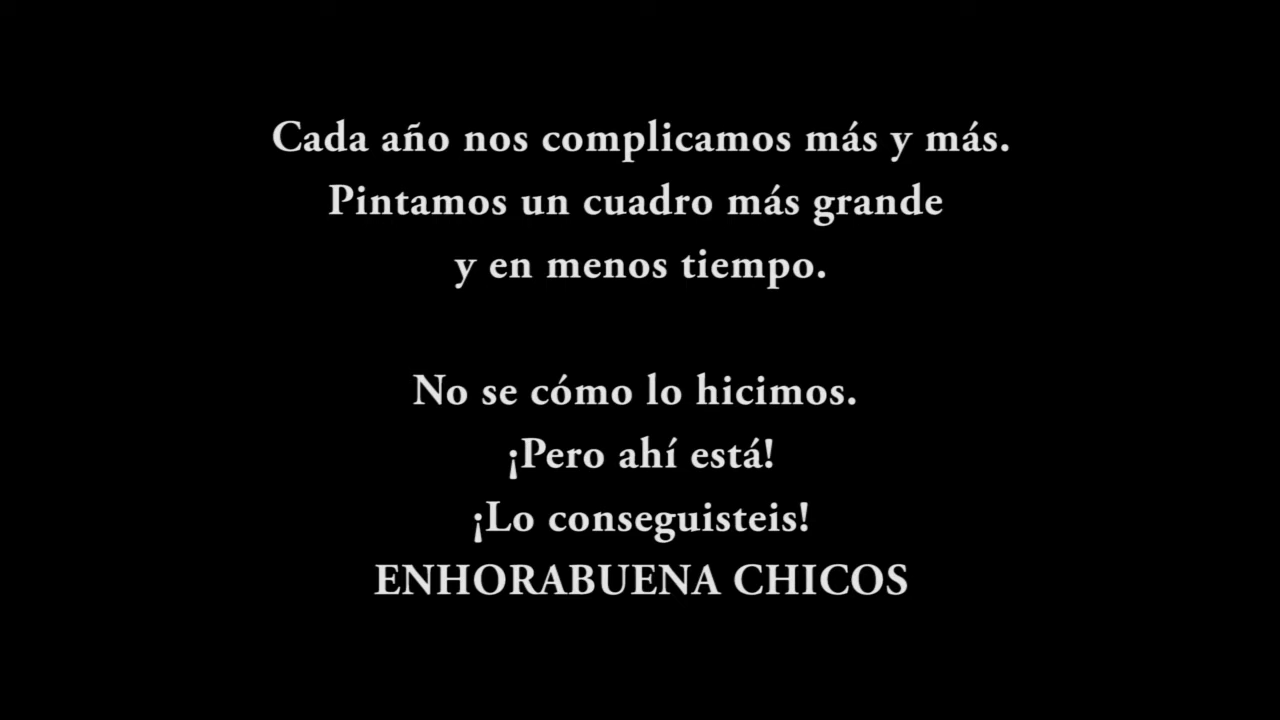 Cada año nos complicamos más y más.
Pintamos un cuadro más grande
y en menos tiempo.
No se cómo lo hicimos.
¡Pero ahí está!
¡Lo conseguisteis!
ENHORABUENA CHICOS